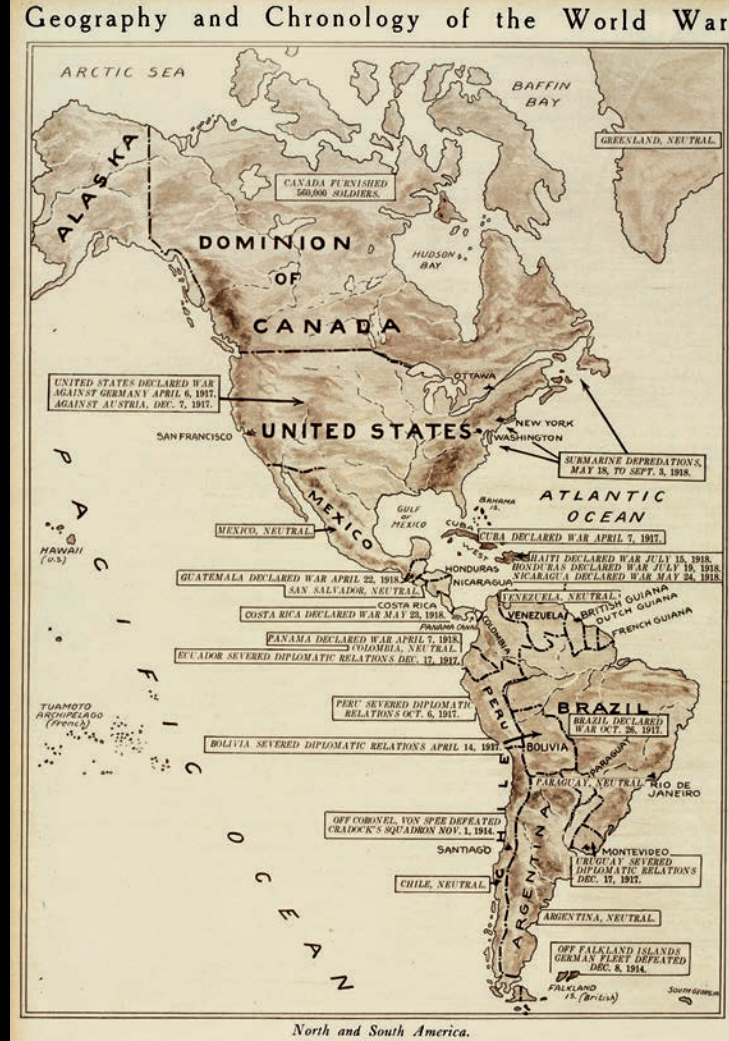 Geography and Chronology of the World War
ARCTIC SEA
BAFFIN
BAY
GREENLAND, NEUTRAL.
ALASKA
CANADA FURNISHED
560,000 SOLDIERS.
DOMINION
OF
CANADA
HUDSON
BAY
OTTAWA
UNITED STATES DECLARED WAR
AGAINST GERMANY APRIL 6, 1917.
AGAINST AUSTRIA, DEC. 7, 1917.
SAN FRANCISCO
UNITED STATES
NEW YORK
WASHINGTON
SUBMARINE DEPREDATIONS,
MAY 18, TO SEPT. 3, 1918.
ATLANTIC
OCEAN
PACIFIC
OCEAN
HAWAII
(U.S)
MEXICO
MEXICO, NEUTRAL.
GULF
OF
MEXICO
BAHAMA
IS.
CUBA
CUBA DECLARED WAR APRIL 7, 1917.
WEST
HAITI DECLARED WAR JULY 15, 1918.
HONDURAS DECLARED WAR JULY 19, 1918.
NICARAGUA DECLARED WAR MAY 24, 1918.
HONDURAS
NICARAGUA
GUATEMALA DECLARED WAR APRIL 22, 1918.
SAN SALVADOR, NEUTRAL.
COSTA RICA
COSTA RICA DECLARED WAR MAY 23, 1918.
PANAMA CANAL
VENEZUELA, NEUTRAL.
VENEZUELA
BRITISH GUIANA
DUTCH GUIANA
FRENCH GUIANA
COLOMBIA
PANAMA DECLARED WAR APRIL 7, 1918.
COLOMBIA, NEUTRAL.
ECUADOR SEVERED DIPLOMATIC RELATIONS DEC. 17, 1917.
TUAMOTO
ARCHIPELAGO
(French)
PERU
PERU SEVERED DIPLOMATIC
RELATIONS OCT. 6, 1917.
BRAZIL
BRAZIL DECLARED
WAR OCT. 26, 1917.
BOLIVIA SEVERED DIPLOMATIC RELATIONS APRIL 14, 1917.
BOLIVIA
PARAGUAY
PARAGUAY, NEUTRAL.
RIO DE
JANEIRO
CHILE
OFF CORONEL, VON SPEE DEFEATED
CRADOCK'S SQUADRON NOV. 1, 1914.
SANTIAGO
MONTEVIDEO
URUGUAY SEVERED
DIPLOMATIC RELATIONS
DEC. 17, 1917.
CHILE, NEUTRAL.
ARGENTINA
ARGENTINA, NEUTRAL.
OFF FALKLAND ISLANDS
GERMAN FLEET DEFEATED
DEC. 8, 1914.
FALKLAND
IS. (British)
SOUTH GEORGIA
North and South America.